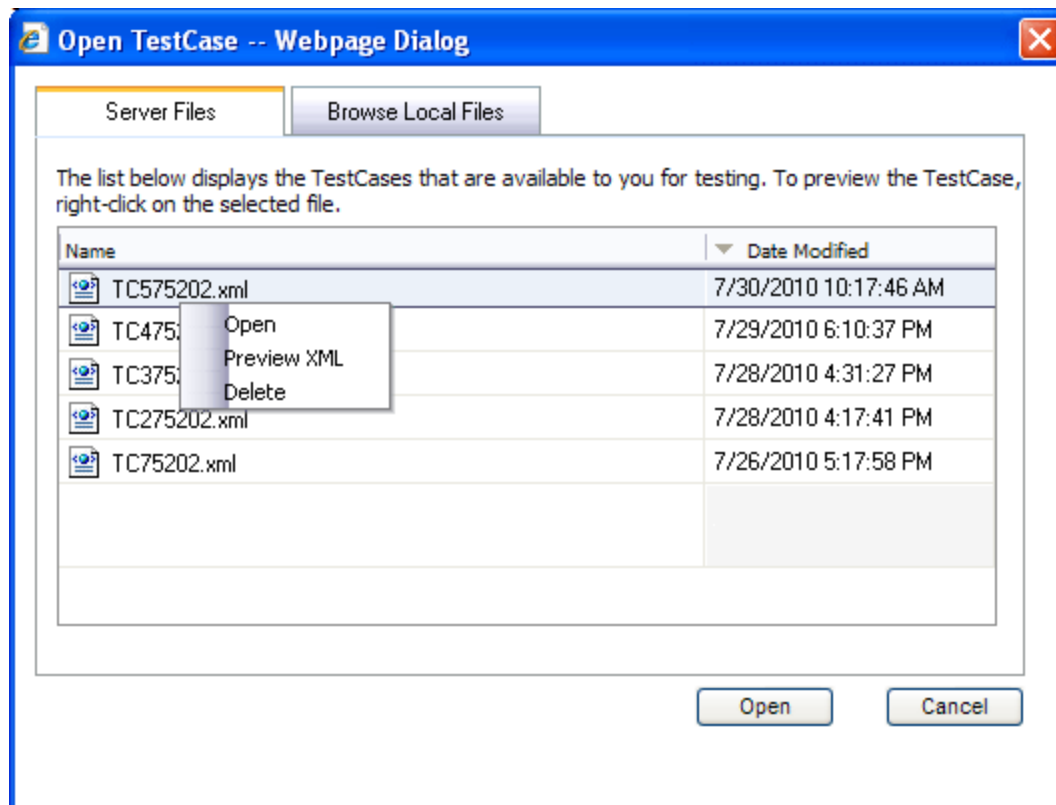 Open TestCase -- Webpage Dialog
Server Files
Browse Local Files
The list below displays the TestCases that are available to you for testing. To preview the TestCase,
right-click on the selected file.
Name Date Modified
TC575202.xml 7/30/2010 10:17:46 AM
TC475 7/29/2010 6:10:37 PM
TC375 7/28/2010 4:31:27 PM
TC275202.xml 7/28/2010 4:17:41 PM
TC75202.xml 7/26/2010 5:17:58 PM
Open
Preview XML
Delete
Open Cancel